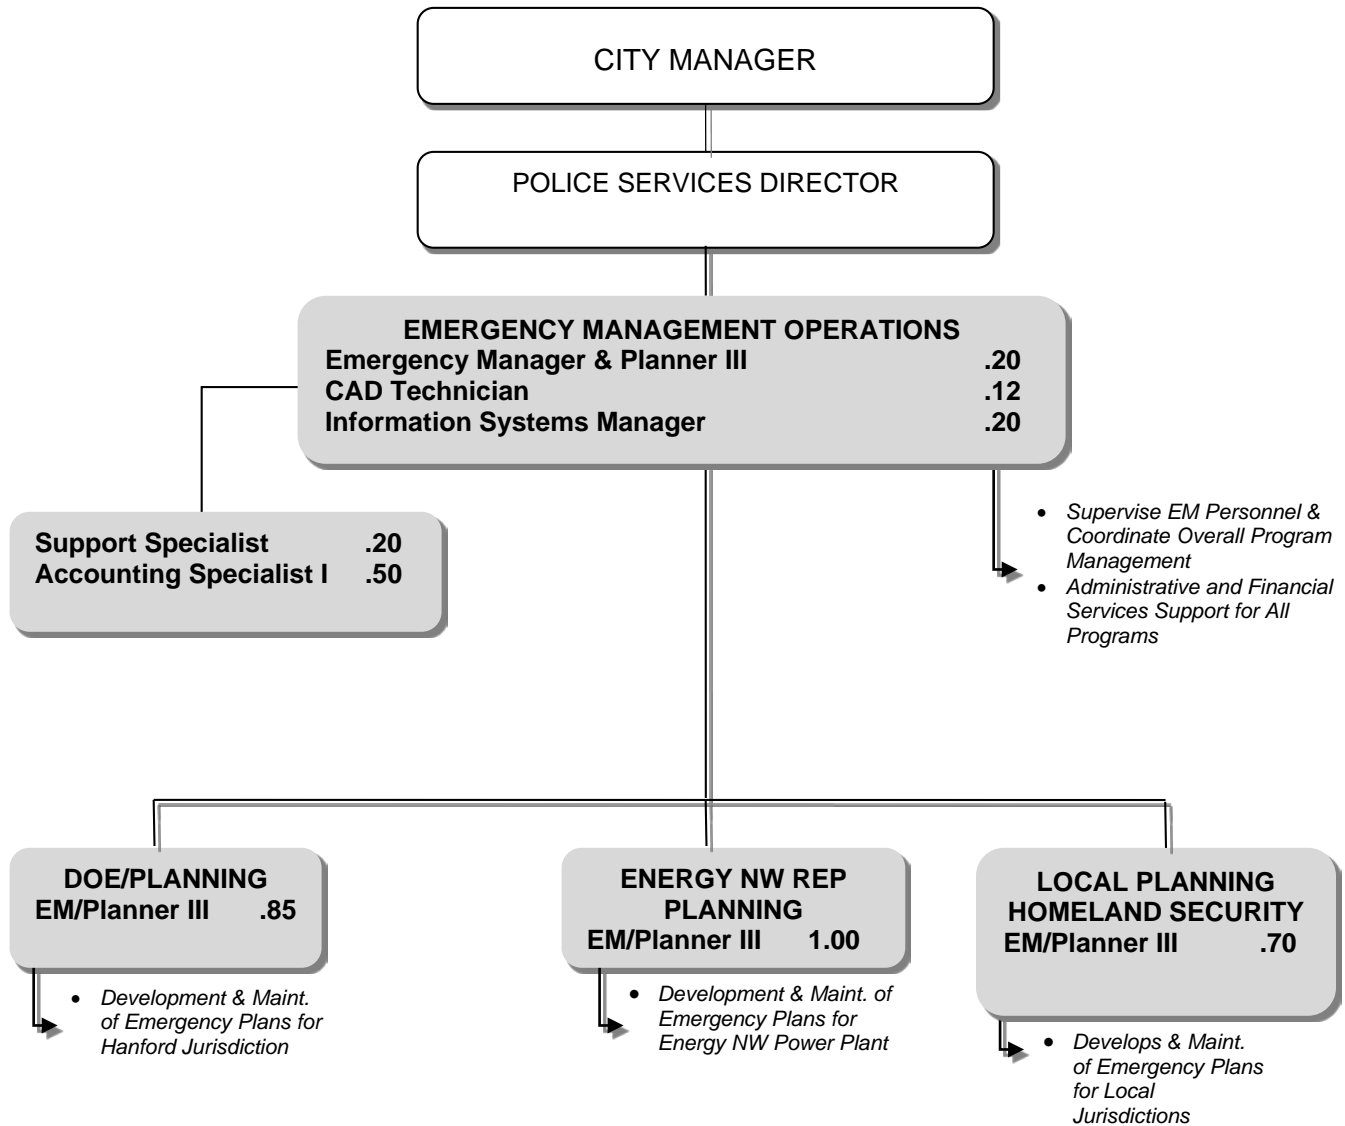 CITY MANAGER
POLICE SERVICES DIRECTOR
EMERGENCY MANAGEMENT OPERATIONS
Emergency Manager & Planner III .20
CAD Technician .12
Information Systems Manager .20
Support Specialist .20
Accounting Specialist I .50
• Supervise EM Personnel &
Coordinate Overall Program
Management
• Administrative and Financial
Services Support for All
Programs
DOE/PLANNING
EM/Planner III .85
• Development & Maint.
of Emergency Plans for
Hanford Jurisdiction
ENERGY NW REP
PLANNING
EM/Planner III 1.00
• Development & Maint. of
Emergency Plans for
Energy NW Power Plant
LOCAL PLANNING
HOMELAND SECURITY
EM/Planner III .70
• Develops & Maint.
of Emergency Plans
for Local
Jurisdictions